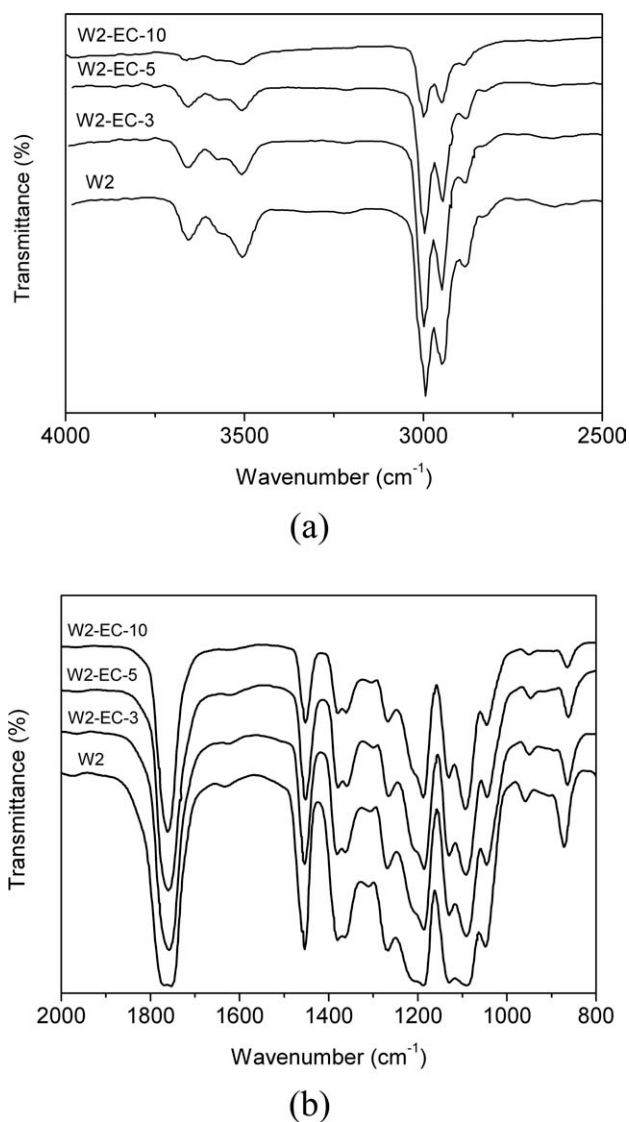 W2-EC-10
W2-EC-5
W2-EC-3
W2
Transmittance (%)
4000 3500 3000 2500
Wavenumber (cm⁻¹)
(a)
W2-EC-10
W2-EC-5
W2-EC-3
W2
Transmittance (%)
2000 1800 1600 1400 1200 1000 800
Wavenumber (cm⁻¹)
(b)